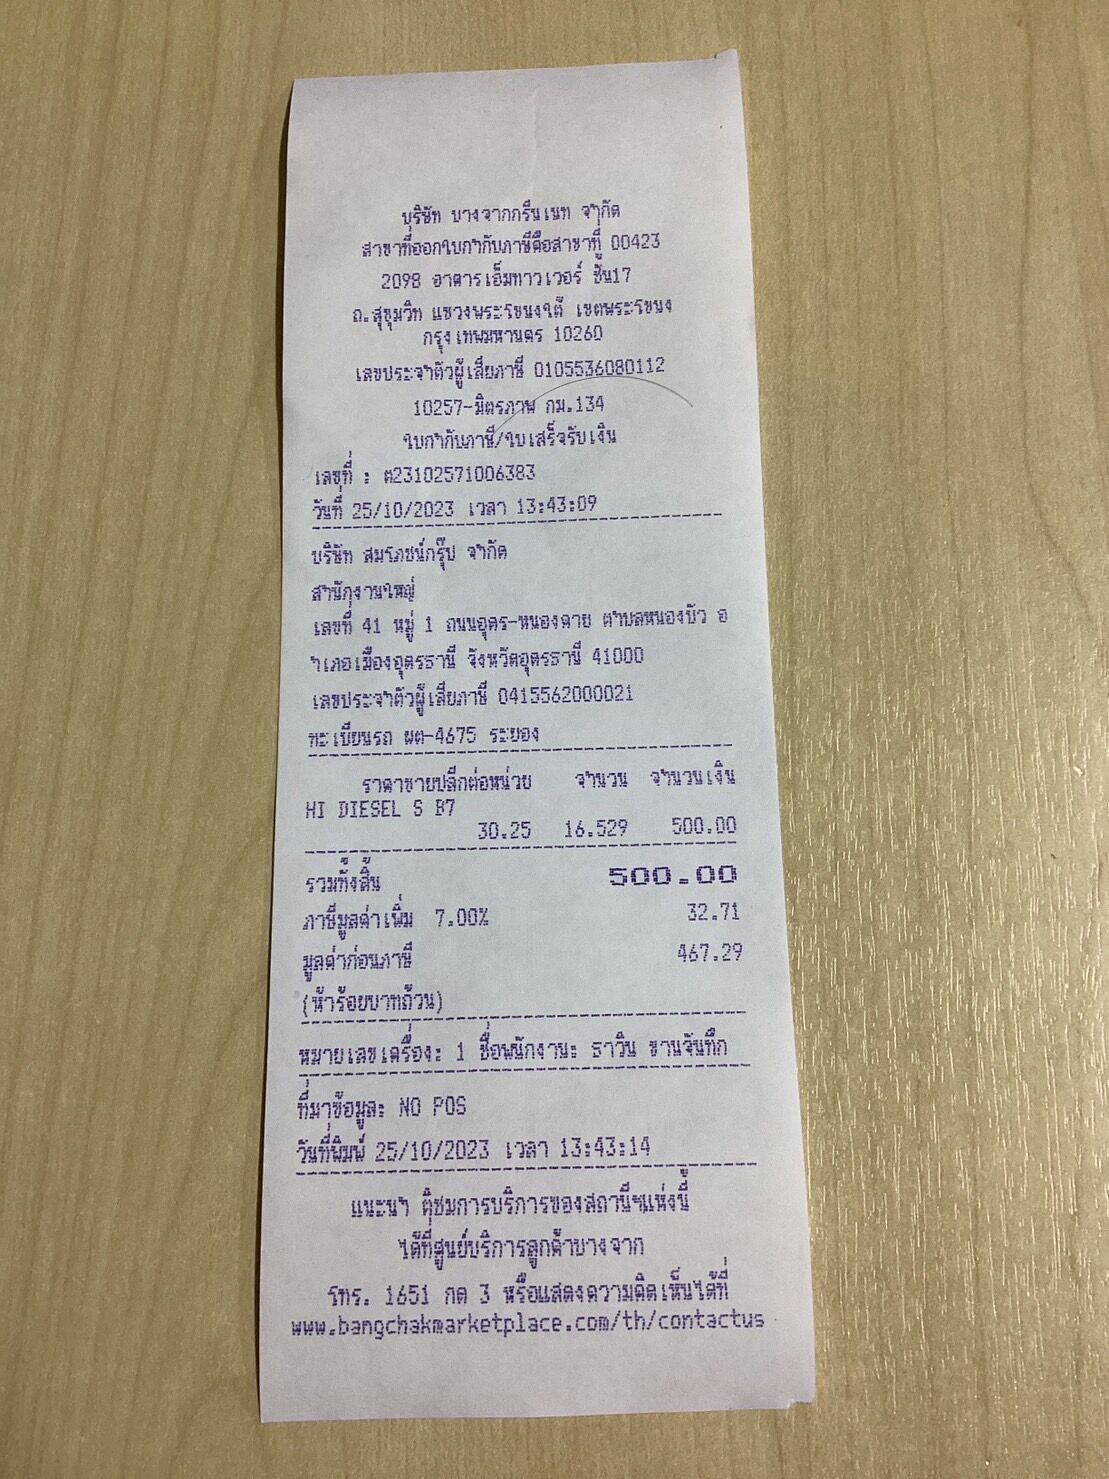 บริษัท บางจากกรีนเนท จำกัด
สาขาที่ออกใบกำกับภาษีคือสาขาที่ 00423
2098 อาคารเอ็มทาวเวอร์ ชั้น17
ถ.สุขุมวิท แขวงพระโขนงใต้ เขตพระโขนง
กรุงเทพมหานคร 10260
เลขประจำตัวผู้เสียภาษี 0105536080112
10257-มิตรภาพ กม.134
ใบกำกับภาษี/ใบเสร็จรับเงิน
เลขที่ : ต23102571006383
วันที่ 25/10/2023 เวลา 13:43:09
บริษัท สมโภชน์กรุ๊ป จำกัด
สำนักงานใหญ่
เลขที่ 41 หมู่ 1 ถนนอุดร-หนองคาย ตำบลหนองบัว อ
ำเภอเมืองอุดรธานี จังหวัดอุดรธานี 41000
เลขประจำตัวผู้เสียภาษี 0415562000021
ทะเบียนรถ ผต-4675 ระยอง
ราคาขายปลีกต่อหน่วย จำนวน จำนวนเงิน
HI DIESEL S B7
30.25 16.529 500.00
รวมทั้งสิ้น 500.00
ภาษีมูลค่าเพิ่ม 7.00% 32.71
มูลค่าก่อนภาษี 467.29
(ห้าร้อยบาทถ้วน)
หมายเลขเครื่อง: 1 ชื่อพนักงาน: ธาวิน ขานจันทึก
ที่มาข้อมูล: NO POS
วันที่พิมพ์ 25/10/2023 เวลา 13:43:14
แนะนำ ติชมการบริการของสถานีฯแห่งนี้
ได้ที่ศูนย์บริการลูกค้าบางจาก
โทร. 1651 กด 3 หรือแสดงความคิดเห็นได้ที่
www.bangchakmarketplace.com/th/contactus